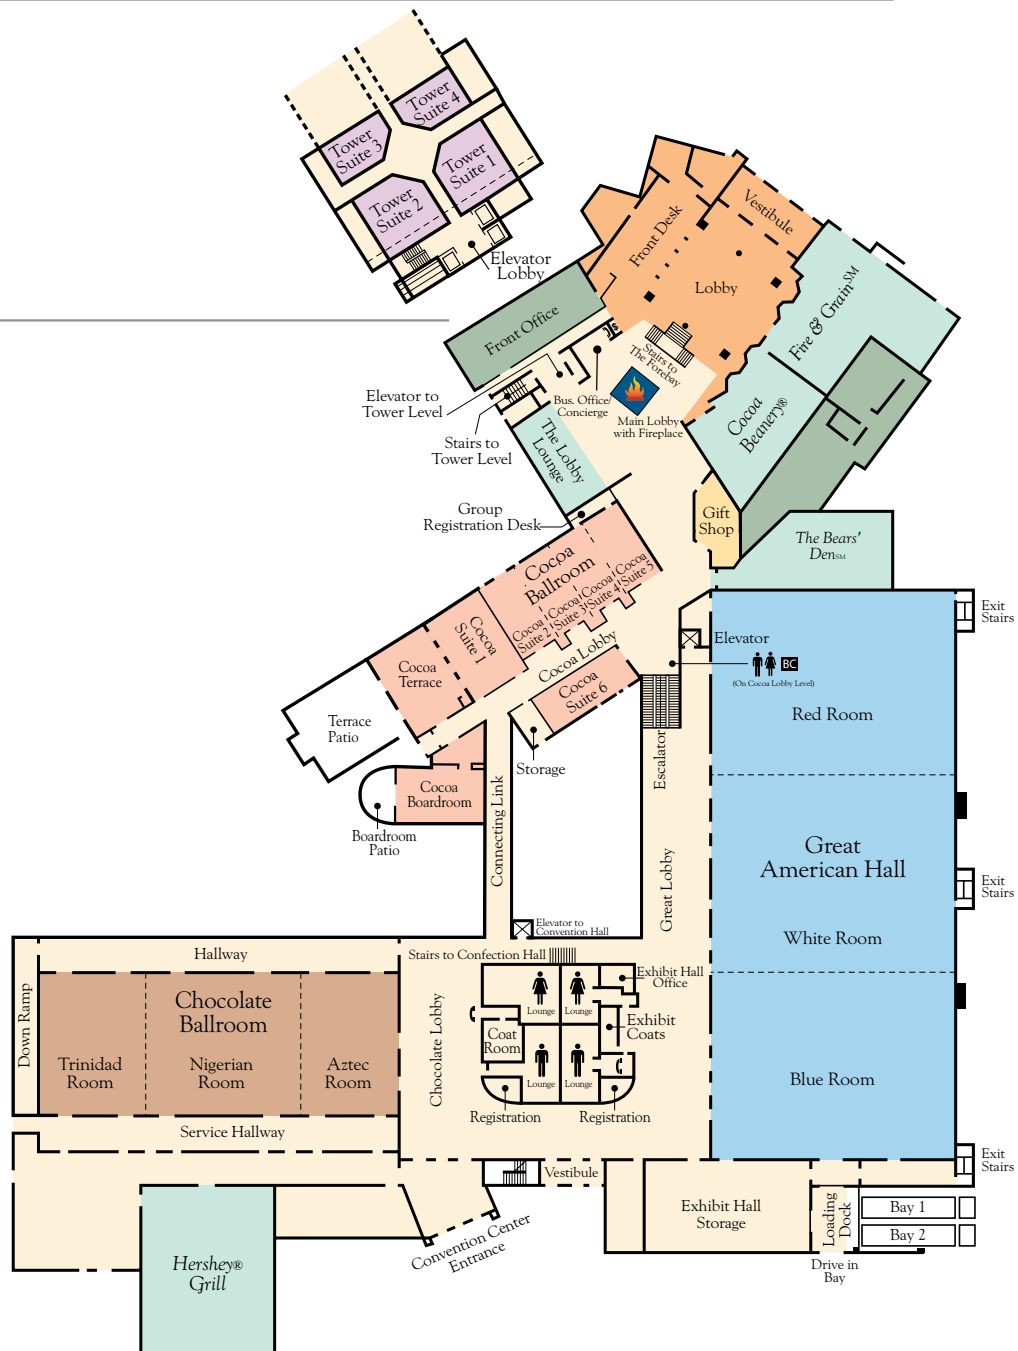 Tower
Suite 4
Tower
Suite 3
Tower
Suite 1
Tower
Suite 2
Elevator
Lobby
Vestibule
Front Desk
Lobby
Fire & Grain℠
Front Office
Stairs to
The Forebay
Elevator to
Tower Level
Bus. Office/
Concierge
Main Lobby
with Fireplace
Cocoa
Beanery®
Stairs to
Tower Level
The Lobby
Lounge
Group
Registration Desk
Gift
Shop
The Bears'
Den℠
Cocoa
Ballroom
Cocoa
Suite 5
Cocoa
Suite 4
Cocoa
Suite 3
Cocoa
Suite 2
Cocoa
Suite 1
Exit
Stairs
Elevator
BC
(On Cocoa Lobby Level)
Cocoa Lobby
Cocoa
Terrace
Cocoa
Suite 6
Red Room
Terrace
Patio
Escalator
Storage
Cocoa
Boardroom
Boardroom
Patio
Connecting Link
Great Lobby
Great
American Hall
Exit
Stairs
White Room
Elevator to
Convention Hall
Hallway
Stairs to Confection Hall
Exhibit Hall
Office
Chocolate
Ballroom
Down Ramp
Chocolate Lobby
Lounge
Lounge
Coat
Room
Exhibit
Coats
Trinidad
Room
Nigerian
Room
Aztec
Room
Lounge
Lounge
Blue Room
Registration
Registration
Service Hallway
Vestibule
Exit
Stairs
Exhibit Hall
Storage
Loading
Dock
Bay 1
Bay 2
Convention Center
Entrance
Drive in
Bay
Hershey®
Grill